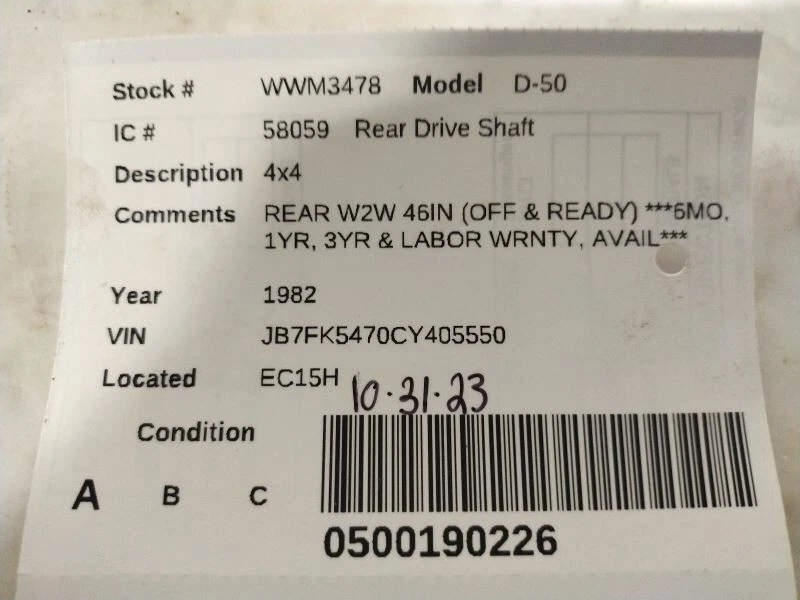 Stock # WWM3478 Model D-50
IC # 58059 Rear Drive Shaft
Description 4x4
Comments REAR W2W 46IN (OFF & READY) ***6MO,
1YR, 3YR & LABOR WRNTY, AVAIL***
Year 1982
VIN JB7FK5470CY405550
Located EC15H 10·31·23
Condition
A B C
0500190226